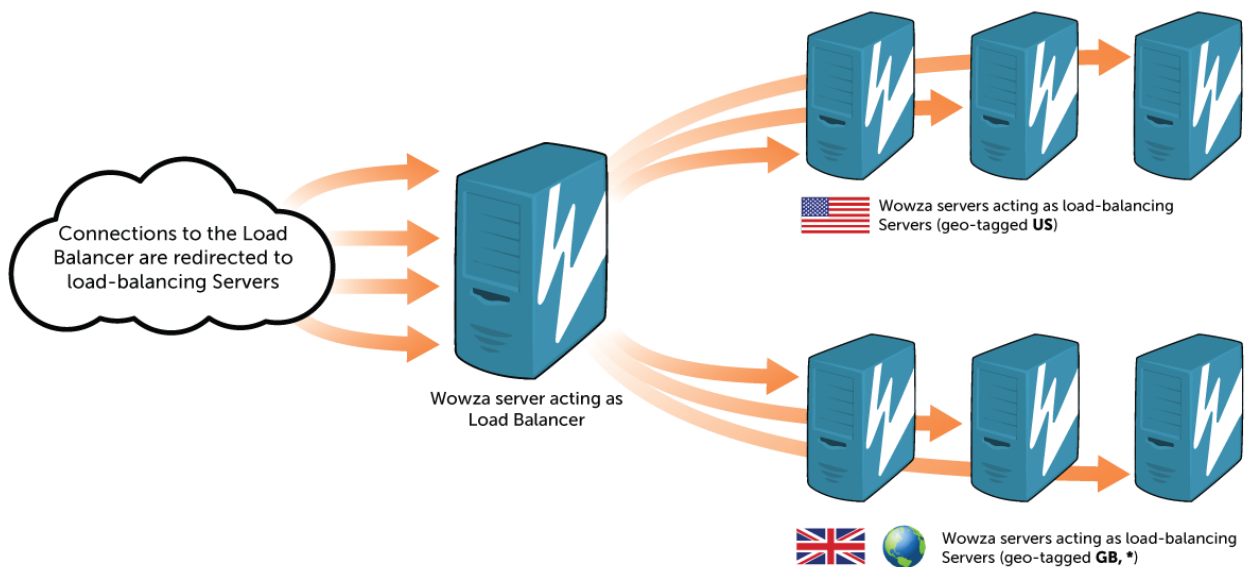 Connections to the Load
Balancer are redirected to
load-balancing Servers
Wowza server acting as
Load Balancer
Wowza servers acting as load-balancing
Servers (geo-tagged US)
Wowza servers acting as load-balancing
Servers (geo-tagged GB, *)